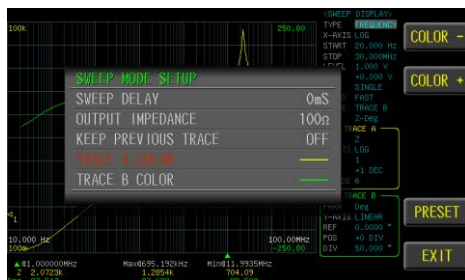 <SWEEP DISPLAY>
100k
250.00
TYPE FREQUENCY
X-AXIS LOG
START 20.000 Hz
STOP 30.000MHz
1.000 V
+0.000 V
SINGLE
FAST
TRACE B
Z-Deg
COLOR -
COLOR +
SWEEP MODE SETUP
SWEEP DELAY 0mS
OUTPUT IMPEDANCE 100Ω
KEEP PREVIOUS TRACE OFF
TRACE A COLOR
TRACE B COLOR
TRACE A
Z
LOG
1
+1 DEC
6
TRACE B
Deg
Y-AXIS LINEAR
REF 0.0000 °
POS +0 DIV
DIV 50.000 °
10.000 Hz
100m
100.00MHz
-250.00
PRESET
EXIT
@1.000000MHz Max@695.192kHz Min@11.9935MHz
Z 2.0723k 1.2854k 704.09